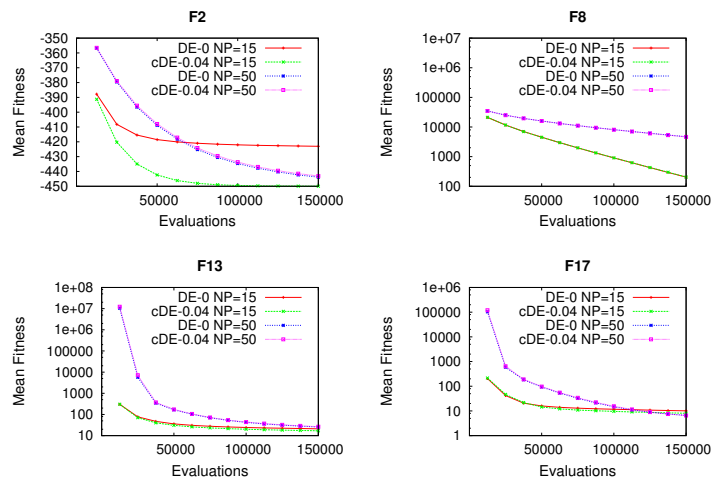 F2
-350
-360
-370
-380
-390
-400
-410
-420
-430
-440
-450
50000
100000
150000
Mean Fitness
Evaluations
DE-0 NP=15
cDE-0.04 NP=15
DE-0 NP=50
cDE-0.04 NP=50
F8
1e+07
1e+06
100000
10000
1000
100
50000
100000
150000
Mean Fitness
Evaluations
DE-0 NP=15
cDE-0.04 NP=15
DE-0 NP=50
cDE-0.04 NP=50
F13
1e+08
1e+07
1e+06
100000
10000
1000
100
10
50000
100000
150000
Mean Fitness
Evaluations
DE-0 NP=15
cDE-0.04 NP=15
DE-0 NP=50
cDE-0.04 NP=50
F17
1e+06
100000
10000
1000
100
10
1
50000
100000
150000
Mean Fitness
Evaluations
DE-0 NP=15
cDE-0.04 NP=15
DE-0 NP=50
cDE-0.04 NP=50